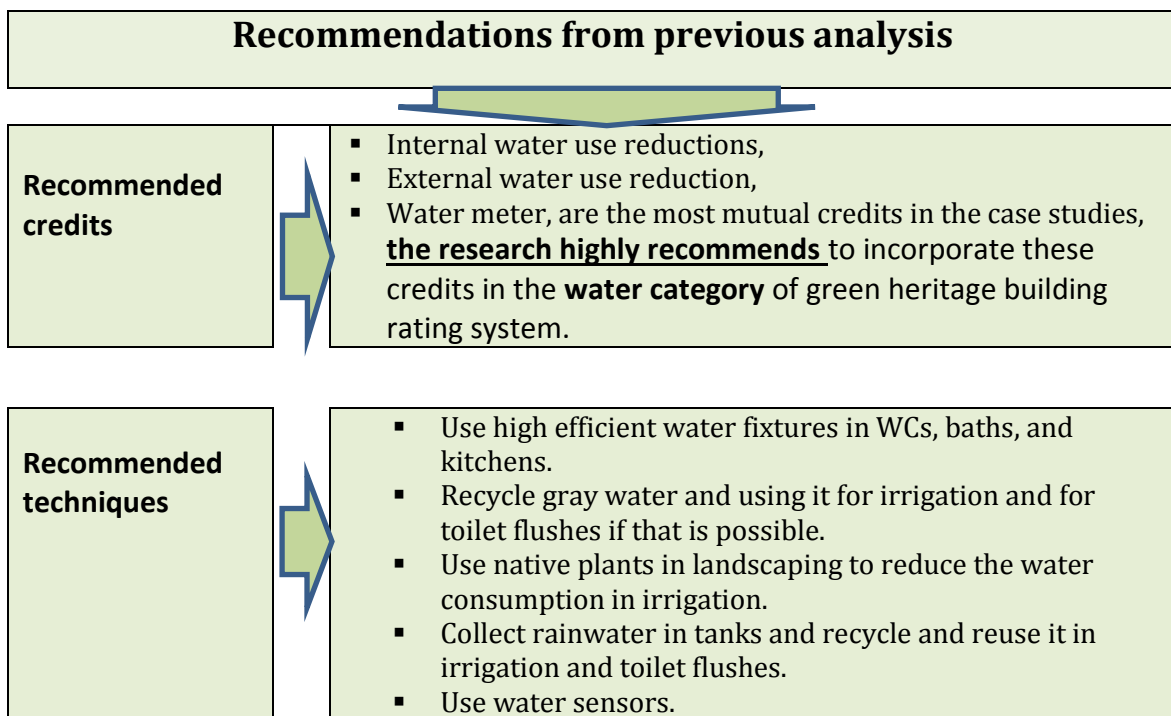 Recommendations from previous analysis
Recommended
credits
▪ Internal water use reductions,
▪ External water use reduction,
▪ Water meter, are the most mutual credits in the case studies,
the research highly recommends to incorporate these
credits in the water category of green heritage building
rating system.
Recommended
techniques
▪ Use high efficient water fixtures in WCs, baths, and
kitchens.
▪ Recycle gray water and using it for irrigation and for
toilet flushes if that is possible.
▪ Use native plants in landscaping to reduce the water
consumption in irrigation.
▪ Collect rainwater in tanks and recycle and reuse it in
irrigation and toilet flushes.
▪ Use water sensors.